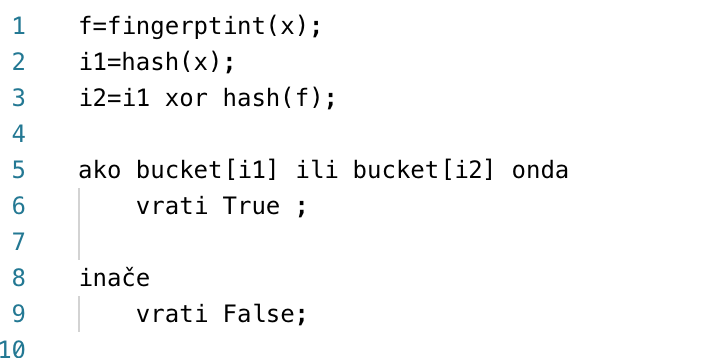 1 f=fingerptint(x);
2 i1=hash(x);
3 i2=i1 xor hash(f);
4
5 ako bucket[i1] ili bucket[i2] onda
6 vrati True ;
7
8 inače
9 vrati False;
10